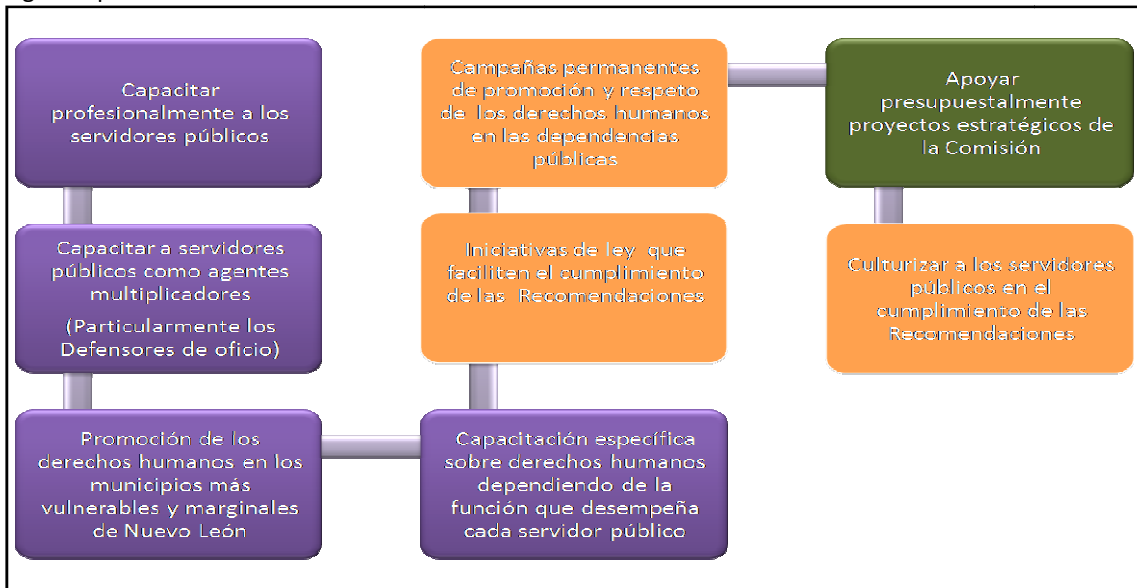 Capacitar
profesionalmente a los
servidores públicos
Capacitar a servidores
públicos como agentes
multiplicadores
(Particularmente los
Defensores de oficio)
Promoción de los
derechos humanos en los
municipios más
vulnerables y marginales
de Nuevo León
Capacitación específica
sobre derechos humanos
dependiendo de la
función que desempeña
cada servidor público
Iniciativas de ley que
faciliten el cumplimiento
de las Recomendaciones
Campañas permanentes
de promoción y respeto
de los derechos humanos
en las dependencias
públicas
Apoyar
presupuestalmente
proyectos estratégicos de
la Comisión
Culturizar a los servidores
públicos en el
cumplimiento de las
Recomendaciones